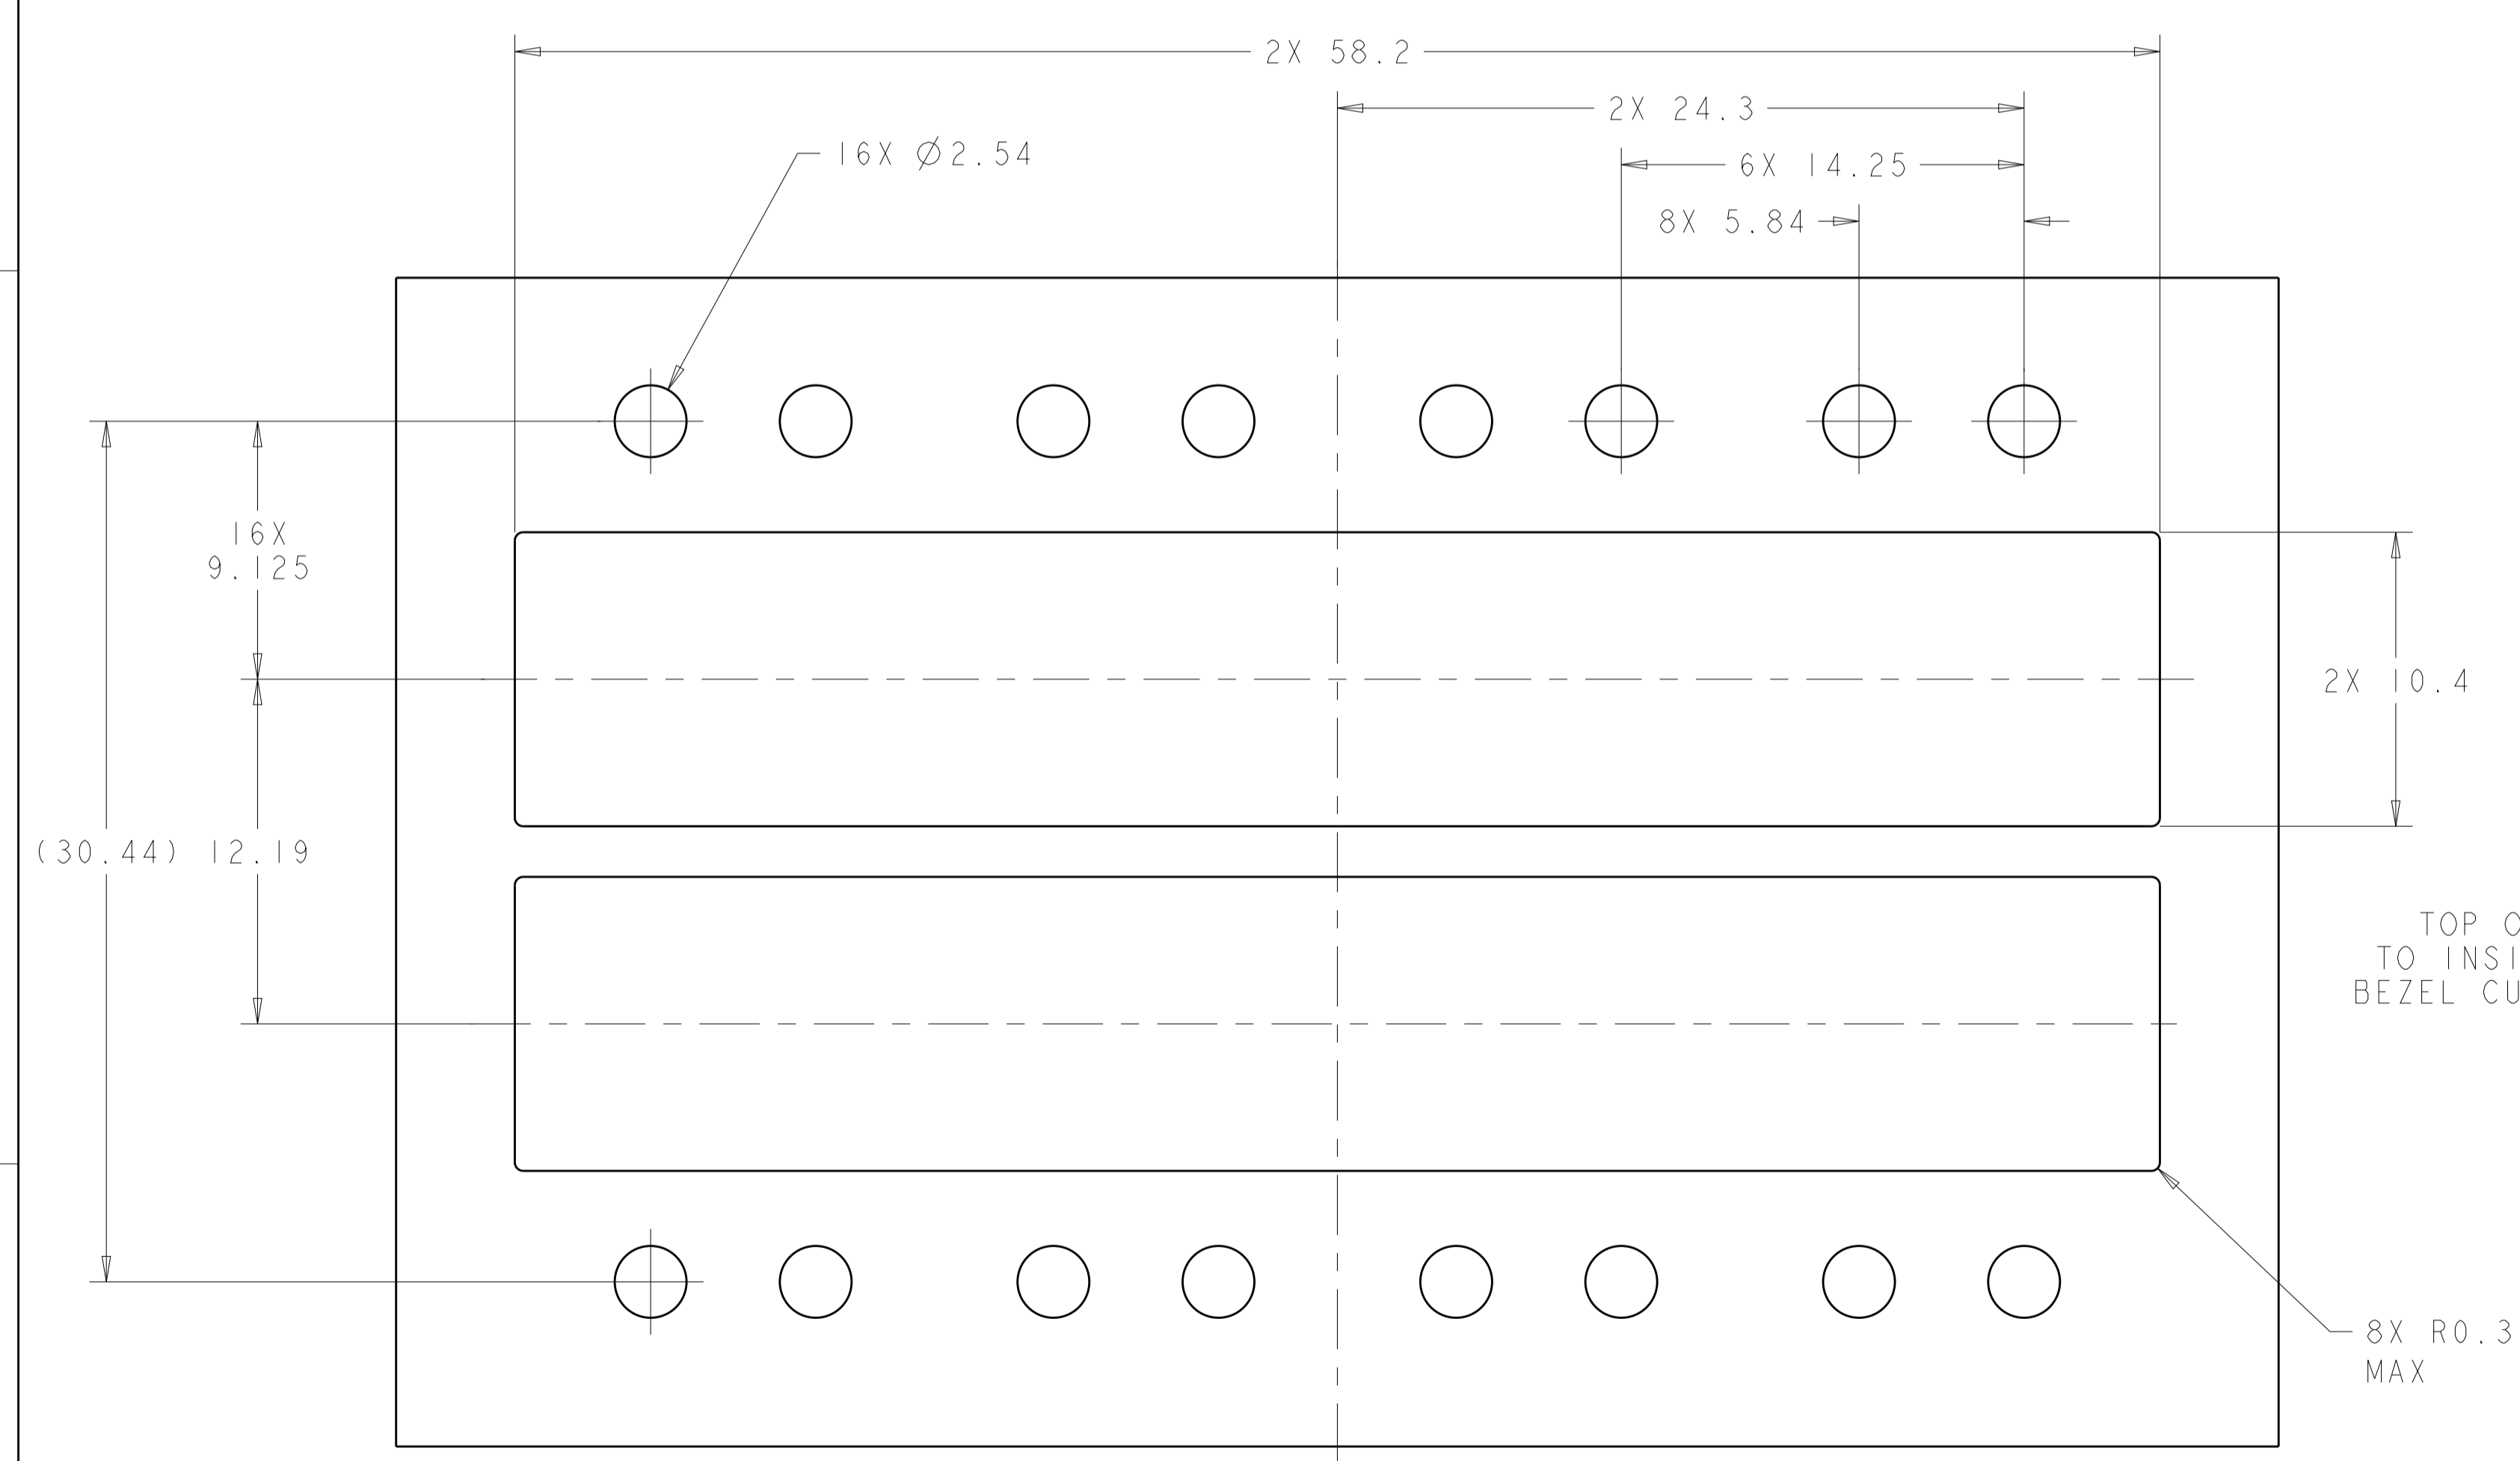 2X 58.2
2X 24.3
16X Ø2.54
6X 14.25
8X 5.84
16X
9.125
2X 10.4
(30.44)
12.19
TOP
TO
BEZEL
8X R0.3
MAX